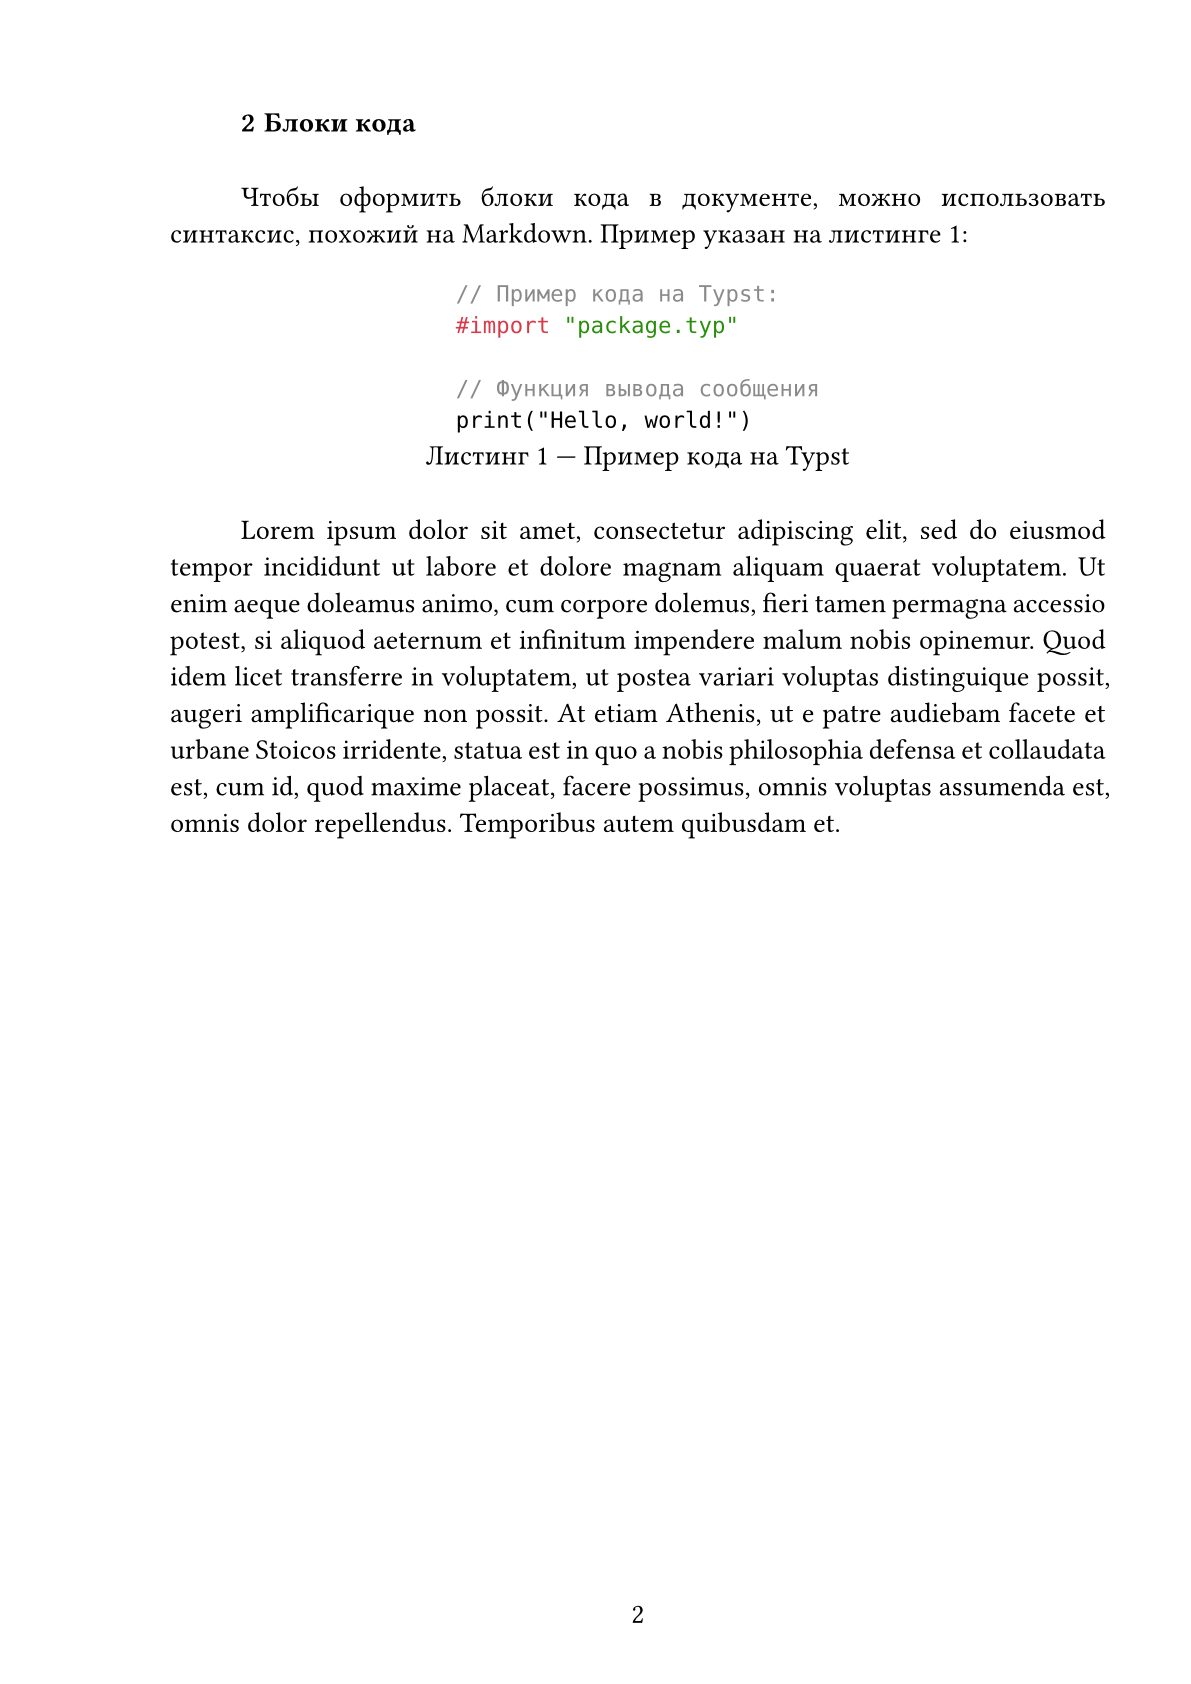 2 Блоки кода
Чтобы оформить блоки кода в документе, можно использовать
синтаксис, похожий на Markdown. Пример указан на листинге 1:
// Пример кода на Typst:
#import "package.typ"
// Функция вывода сообщения
print("Hello, world!")
Листинг 1 — Пример кода на Typst
Lorem ipsum dolor sit amet, consectetur adipiscing elit, sed do eiusmod
tempor incididunt ut labore et dolore magnam aliquam quaerat voluptatem. Ut
enim aeque doleamus animo, cum corpore dolemus, fieri tamen permagna accessio
potest, si aliquod aeternum et infinitum impendere malum nobis opinemur. Quod
idem licet transferre in voluptatem, ut postea variari voluptas distinguique possit,
augeri amplificarique non possit. At etiam Athenis, ut e patre audiebam facete et
urbane Stoicos irridente, statua est in quo a nobis philosophia defensa et collaudata
est, cum id, quod maxime placeat, facere possimus, omnis voluptas assumenda est,
omnis dolor repellendus. Temporibus autem quibusdam et.
2